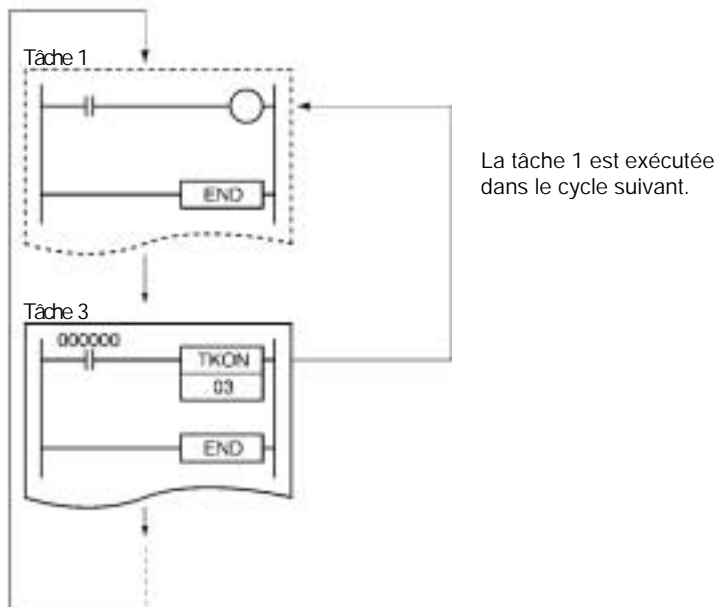 Tâche 1
END
La tâche 1 est exécutée
dans le cycle suivant.
Tâche 3
000000
TKON
03
END